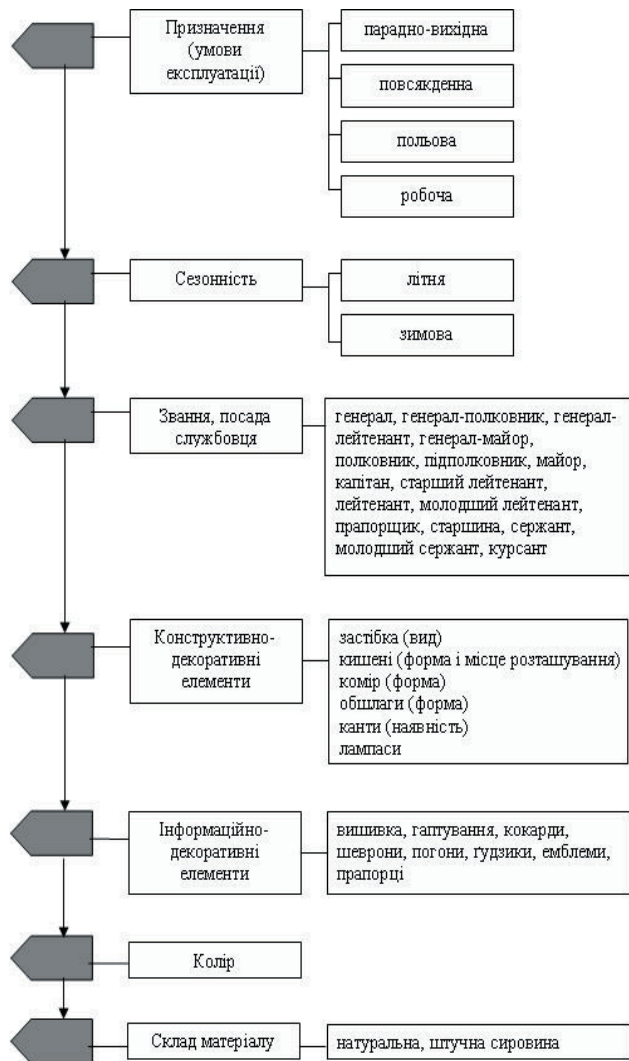 Призначення
(умови
експлуатації)
парадно-вихідна
повсякденна
польова
робоча
Сезонність
літня
зимова
Звання, посада
службовця
генерал, генерал-полковник, генерал-
лейтенант, генерал-майор,
полковник, підполковник, майор,
капітан, старший лейтенант,
лейтенант, молодший лейтенант,
прапорщик, старшина, сержант,
молодший сержант, курсант
Конструктивно-
декоративні
елементи
застібка (вид)
кишені (форма і місце розташування)
комір (форма)
обшлаги (форма)
канти (наявність)
лампаси
Інформаційно-
декоративні
елементи
вишивка, гаптування, кокарди,
шеврони, погони, ґудзики, емблеми,
прапорці
Колір
Склад матеріалу
натуральна, штучна сировина